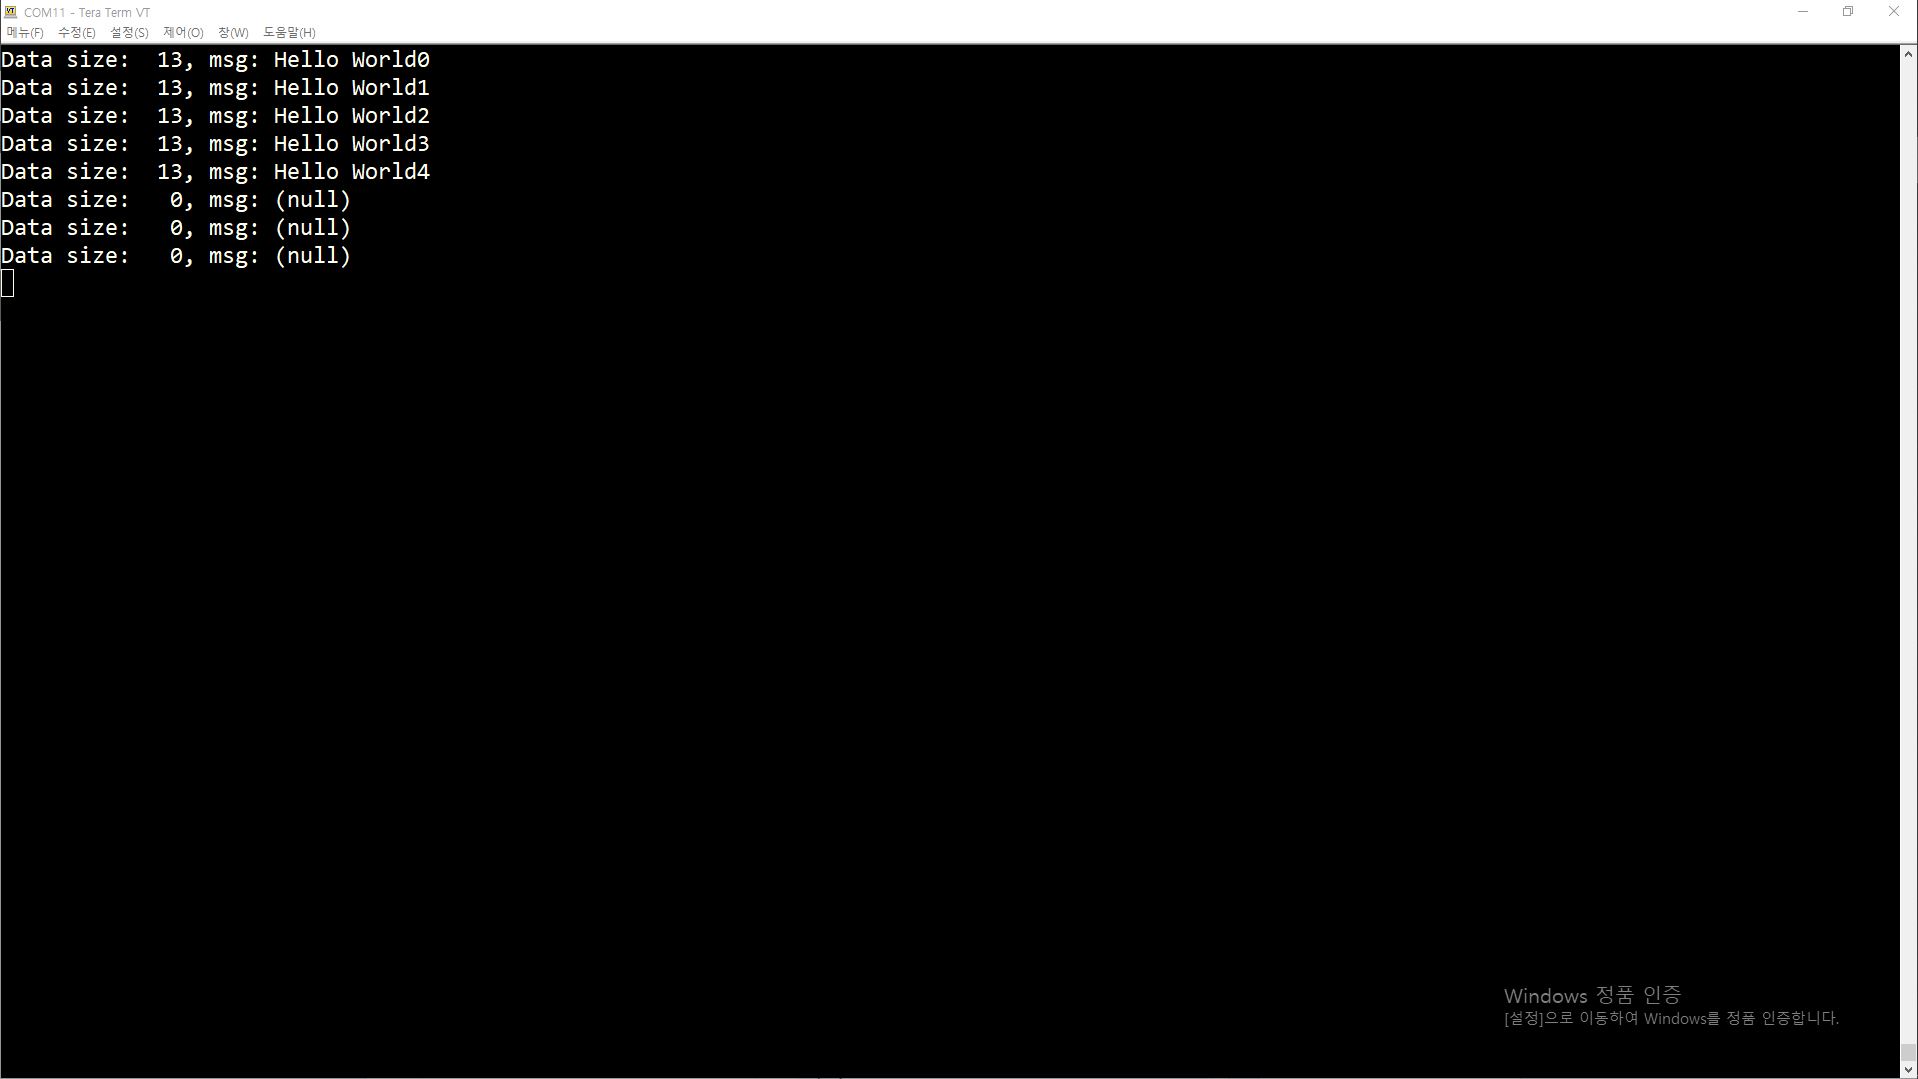 COM11 - Tera Term VT
메뉴(F) 수정(E) 설정(S) 제어(O) 창(W) 도움말(H)
Data size:  13, msg: Hello World0
Data size:  13, msg: Hello World1
Data size:  13, msg: Hello World2
Data size:  13, msg: Hello World3
Data size:  13, msg: Hello World4
Data size:   0, msg: (null)
Data size:   0, msg: (null)
Data size:   0, msg: (null)
Windows 정품 인증
[설정]으로 이동하여 Windows를 정품 인증합니다.